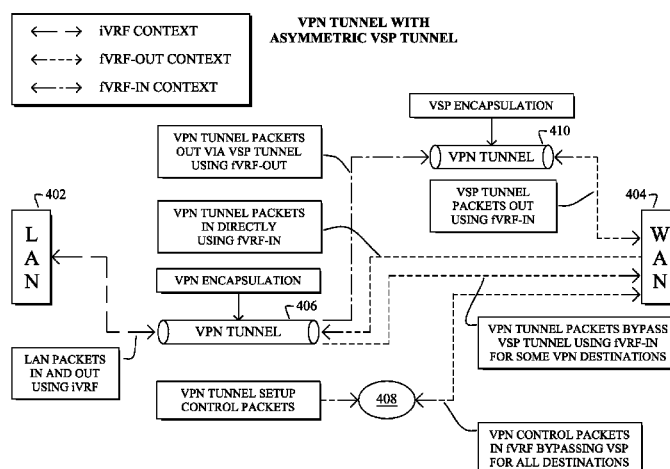 VPN TUNNEL WITH
ASYMMETRIC VSP TUNNEL
iVRF CONTEXT
fVRF-OUT CONTEXT
fVRF-IN CONTEXT
VSP ENCAPSULATION
410
VPN TUNNEL
VPN TUNNEL PACKETS
OUT VIA VSP TUNNEL
USING fVRF-OUT
VSP TUNNEL
PACKETS OUT
USING fVRF-IN
402
LAN
404
WAN
VPN TUNNEL PACKETS
IN DIRECTLY
USING fVRF-IN
VPN ENCAPSULATION
406
VPN TUNNEL
LAN PACKETS
IN AND OUT
USING iVRF
VPN TUNNEL PACKETS BYPASS
VSP TUNNEL USING fVRF-IN
FOR SOME VPN DESTINATIONS
VPN TUNNEL SETUP
CONTROL PACKETS
408
VPN CONTROL PACKETS
IN fVRF BYPASSING VSP
FOR ALL DESTINATIONS